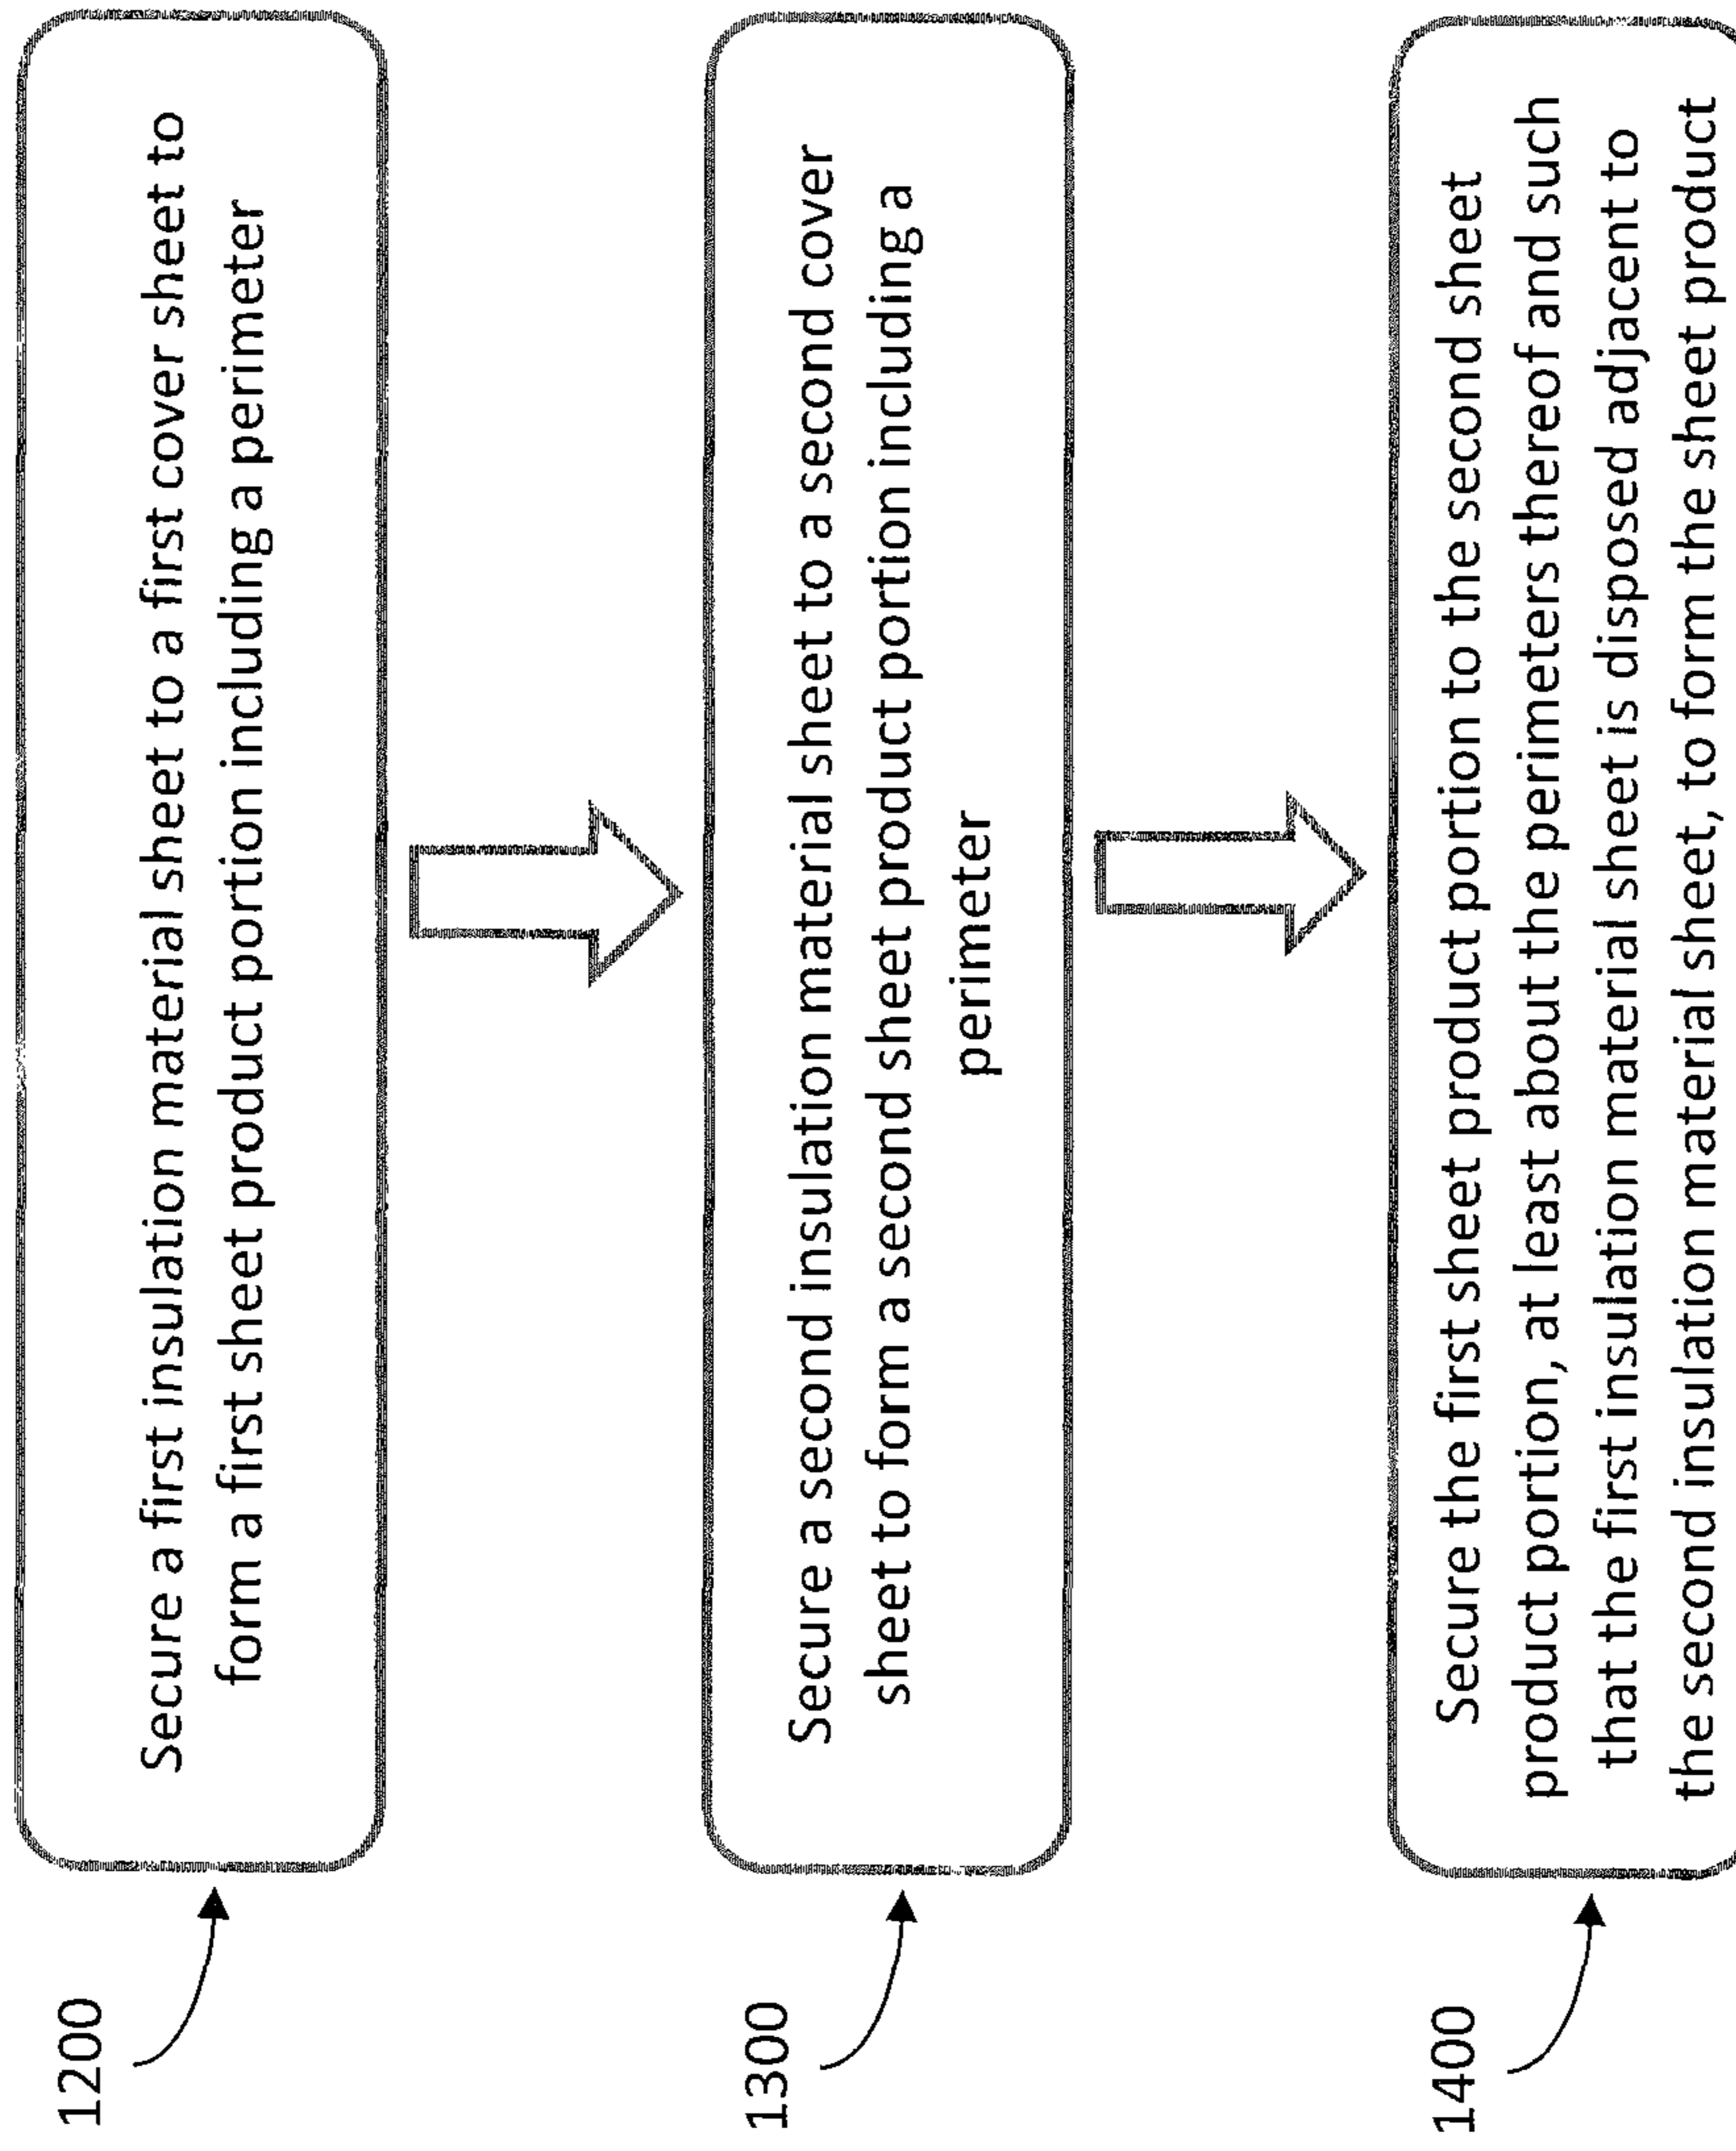 1200
Secure a first insulation material sheet to a first cover sheet to
form a first sheet product portion including a perimeter
1300
Secure a second insulation material sheet to a second cover
sheet to form a second sheet product portion including a
perimeter
1400
Secure the first sheet product portion to the second sheet
product portion, at least about the perimeters thereof and such
that the first insulation material sheet is disposed adjacent to
the second insulation material sheet, to form the sheet product